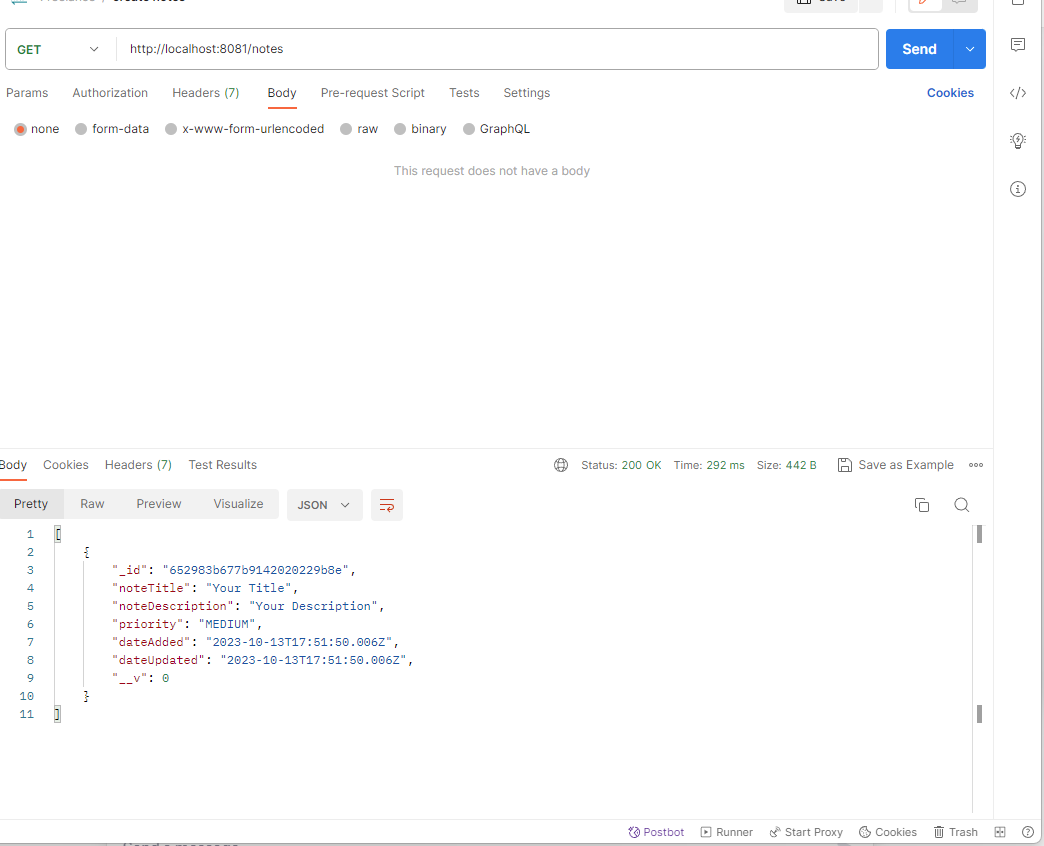 GET http://localhost:8081/notes Send
Params Authorization Headers (7) Body Pre-request Script Tests Settings Cookies
none form-data x-www-form-urlencoded raw binary GraphQL
This request does not have a body
Body Cookies Headers (7) Test Results Status: 200 OK Time: 292 ms Size: 442 B Save as Example
Pretty Raw Preview Visualize JSON
1 [
2 {
3 "_id": "652983b677b9142020229b8e",
4 "noteTitle": "Your Title",
5 "noteDescription": "Your Description",
6 "priority": "MEDIUM",
7 "dateAdded": "2023-10-13T17:51:50.006Z",
8 "dateUpdated": "2023-10-13T17:51:50.006Z",
9 "__v": 0
10 }
11 ]
Postbot Runner Start Proxy Cookies Trash